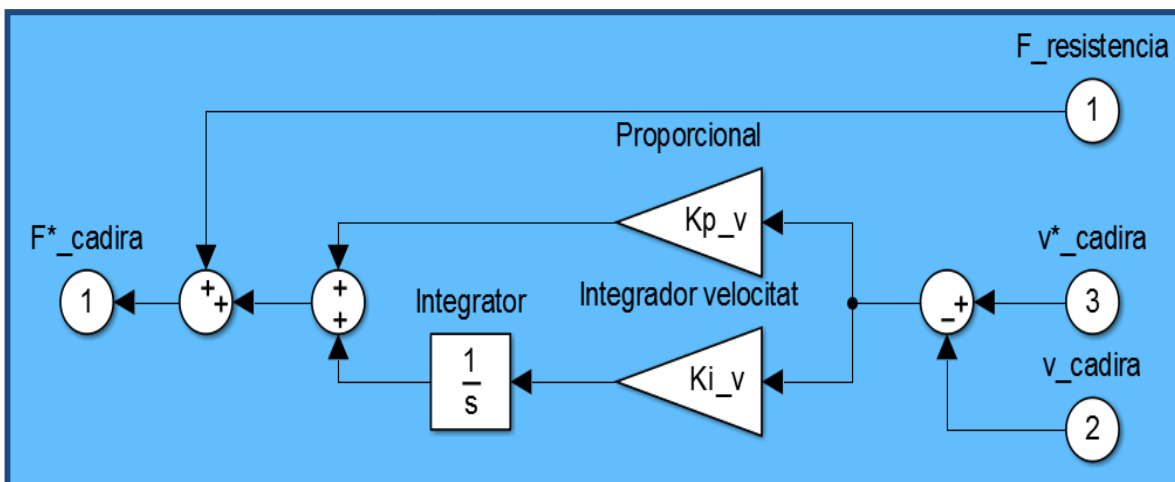 F_resistencia
1
Proporcional
Kp_v
F*_cadira
v*_cadira
+
+
+
+
Integrator
Integrador velocitat
+
−
1
3
1
s
Ki_v
v_cadira
2